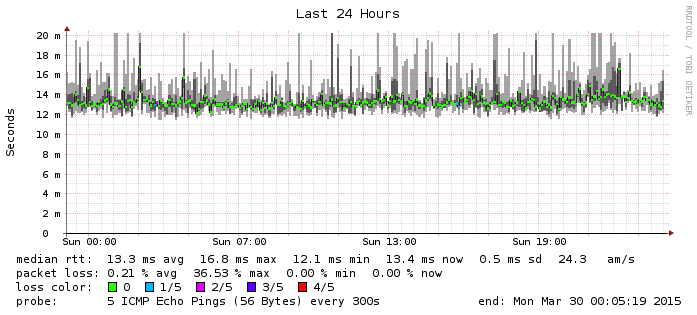 Last 24 Hours
RRDTOOL / TOBI OETIKER
Seconds
20 m
18 m
16 m
14 m
12 m
10 m
8 m
6 m
4 m
2 m
0
Sun 00:00 Sun 07:00 Sun 13:00 Sun 19:00
median rtt: 13.3 ms avg 16.8 ms max 12.1 ms min 13.4 ms now 0.5 ms sd 24.3 am/s
packet loss: 0.21 % avg 36.53 % max 0.00 % min 0.00 % now
loss color: 0 1/5 2/5 3/5 4/5
probe: 5 ICMP Echo Pings (56 Bytes) every 300s end: Mon Mar 30 00:05:19 2015